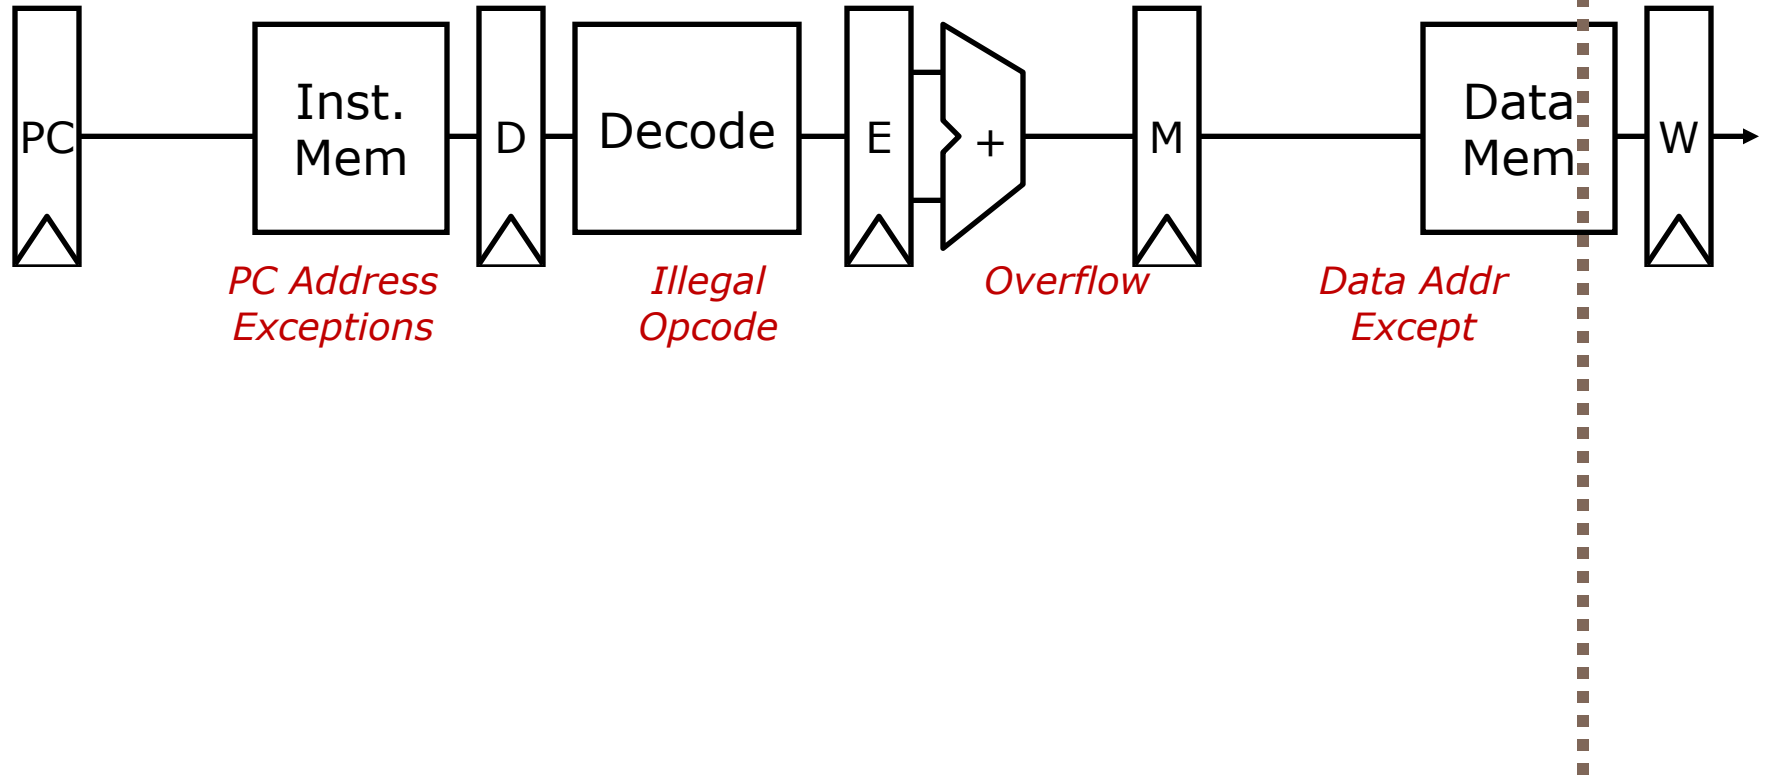 PC
Inst.
Mem
D
Decode
E
+
M
Data
Mem
W
PC Address
Exceptions
Illegal
Opcode
Overflow
Data Addr
Except